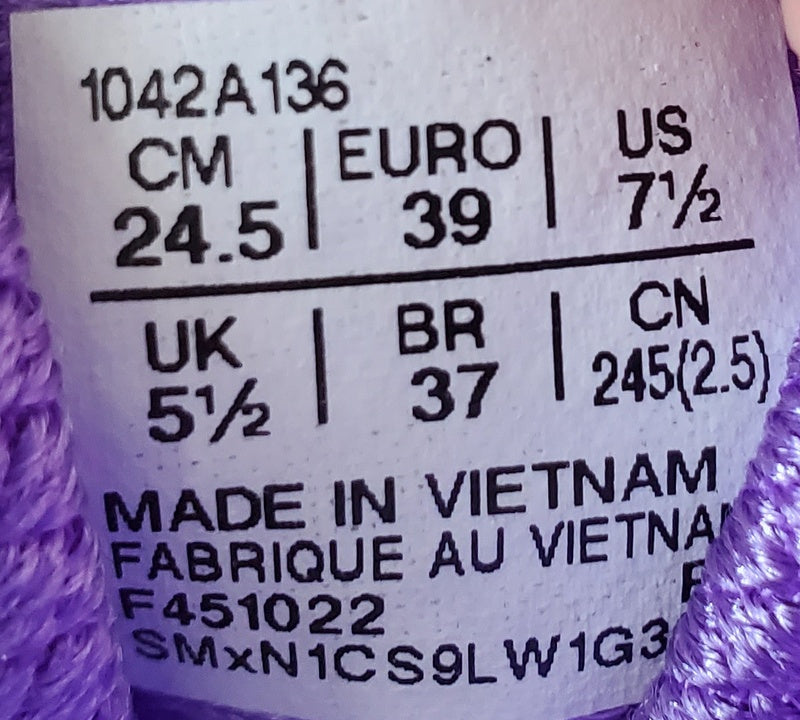 1042A136
CM | EURO | US
24.5 | 39 | 7½
UK | BR | CN
5½ | 37 | 245(2.5)
MADE IN VIETNAM
FABRIQUE AU
F451022
SMxN1CS9LW1G3